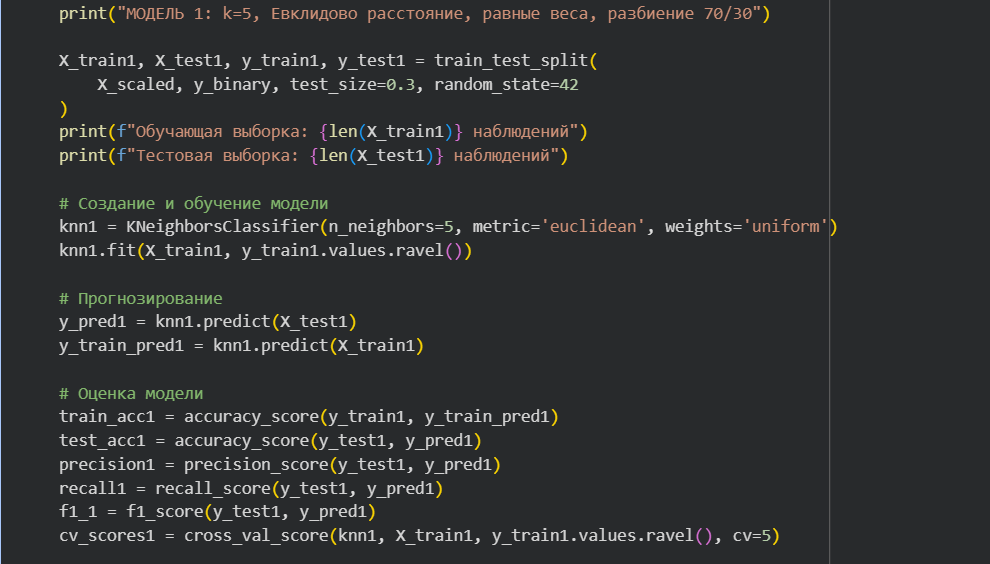 print("МОДЕЛЬ 1: k=5, Евклидово расстояние, равные веса, разбиение 70/30")
X_train1, X_test1, y_train1, y_test1 = train_test_split(
X_scaled, y_binary, test_size=0.3, random_state=42
)
print(f"Обучающая выборка: {len(X_train1)} наблюдений")
print(f"Тестовая выборка: {len(X_test1)} наблюдений")
# Создание и обучение модели
knn1 = KNeighborsClassifier(n_neighbors=5, metric='euclidean', weights='uniform')
knn1.fit(X_train1, y_train1.values.ravel())
# Прогнозирование
y_pred1 = knn1.predict(X_test1)
y_train_pred1 = knn1.predict(X_train1)
# Оценка модели
train_acc1 = accuracy_score(y_train1, y_train_pred1)
test_acc1 = accuracy_score(y_test1, y_pred1)
precision1 = precision_score(y_test1, y_pred1)
recall1 = recall_score(y_test1, y_pred1)
f1_1 = f1_score(y_test1, y_pred1)
cv_scores1 = cross_val_score(knn1, X_train1, y_train1.values.ravel(), cv=5)